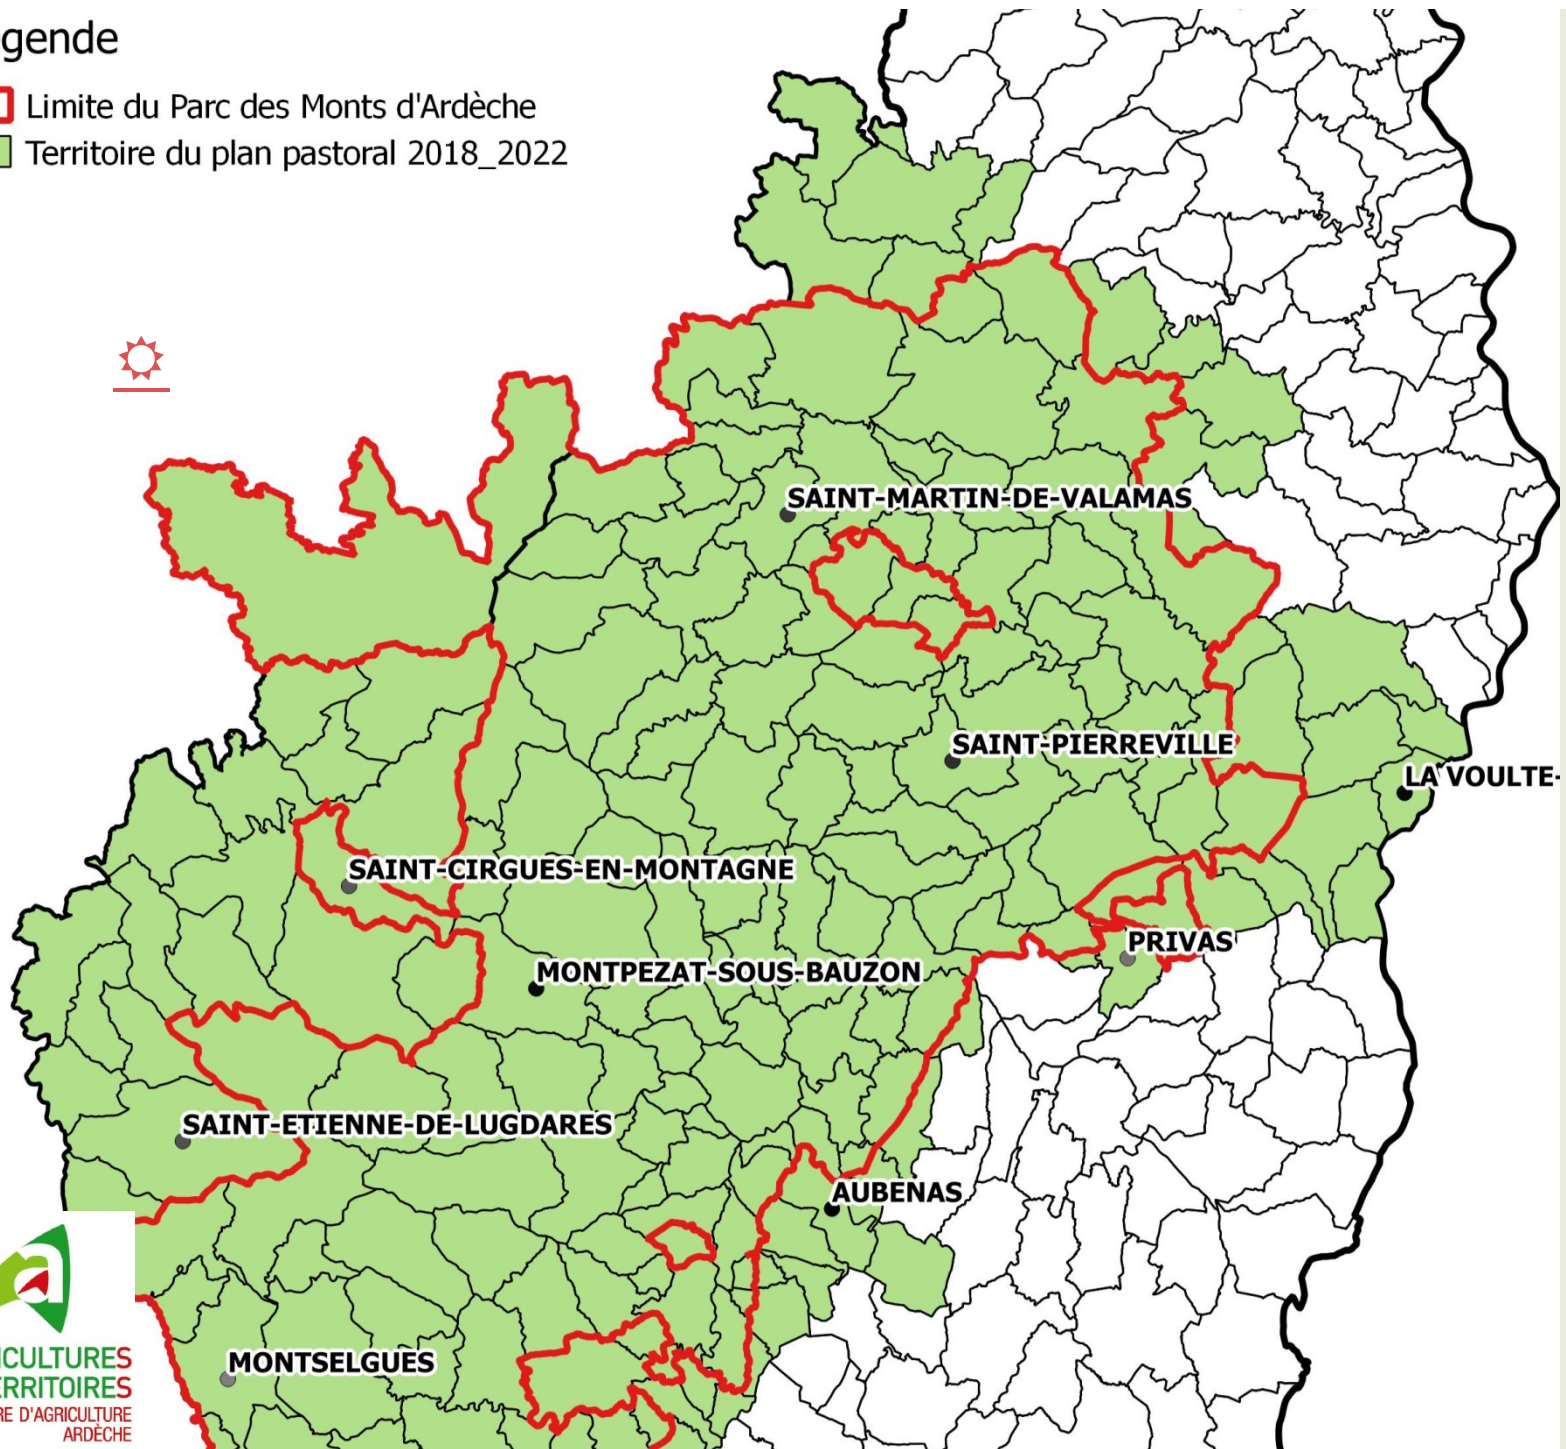 gende
Limite du Parc des Monts d'Ardèche
Territoire du plan pastoral 2018_2022
SAINT-MARTIN-DE-VALAMAS
SAINT-PIERREVILLE
LA VOULTE-
SAINT-CIRGUES-EN-MONTAGNE
PRIVAS
MONTPEZAT-SOUS-BAUZON
SAINT-ETIENNE-DE-LUGDARES
AUBENAS
MONTSELGUES
ICULTURES
ERRITOIRES
RE D'AGRICULTURE
ARDÈCHE